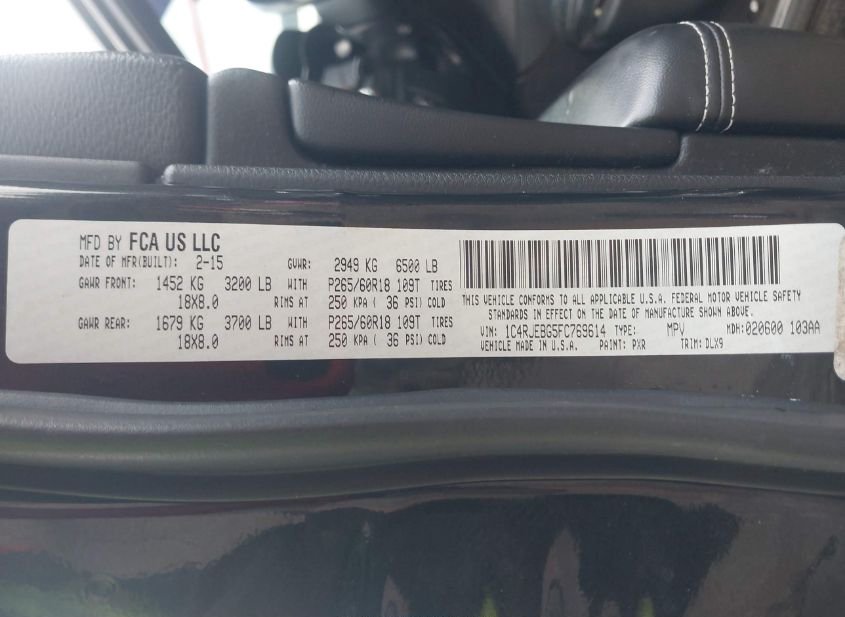 MFD BY FCA US LLC
DATE OF MFR(BUILT): 2-15 GVWR: 2949 KG 6500 LB
GAWR FRONT: 1452 KG 3200 LB WITH P265/60R18 109T TIRES
18X8.0 RIMS AT 250 KPA ( 36 PSI) COLD
GAWR REAR: 1679 KG 3700 LB WITH P265/60R18 109T TIRES
18X8.0 RIMS AT 250 KPA ( 36 PSI) COLD
THIS VEHICLE CONFORMS TO ALL APPLICABLE U.S.A. FEDERAL MOTOR VEHICLE SAFETY
STANDARDS IN EFFECT ON THE DATE OF MANUFACTURE SHOWN ABOVE.
VIN: 1C4RJEBG5FC769614 TYPE: MPV MDH: 020600 103AA
VEHICLE MADE IN U.S.A. PAINT: PXR TRIM: DLX9